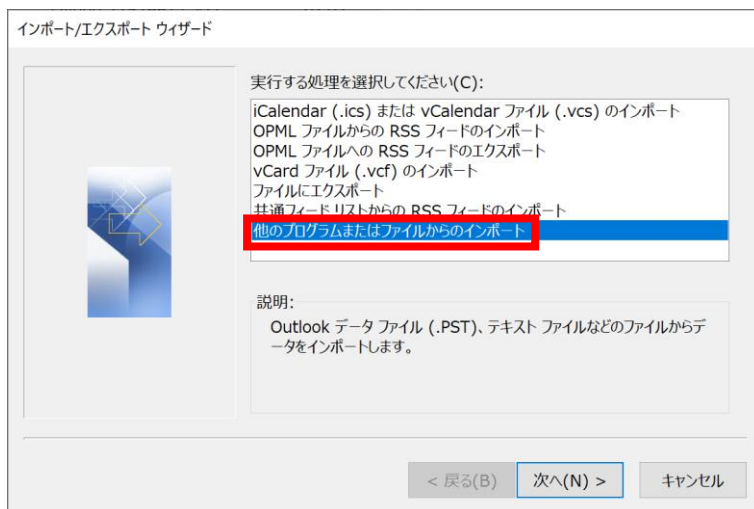 インポート/エクスポート ウィザード
実行する処理を選択してください(C):
iCalendar (.ics) または vCalendar ファイル (.vcs) のインポート
OPML ファイルからの RSS フィードのインポート
OPML ファイルへの RSS フィードのエクスポート
vCard ファイル (.vcf) のインポート
ファイルにエクスポート
共通フィード リストからの RSS フィードのインポート
他のプログラムまたはファイルからのインポート
説明:
Outlook データ ファイル (.PST)、テキスト ファイルなどのファイルからデ
ータをインポートします。
< 戻る(B)
次へ(N) >
キャンセル